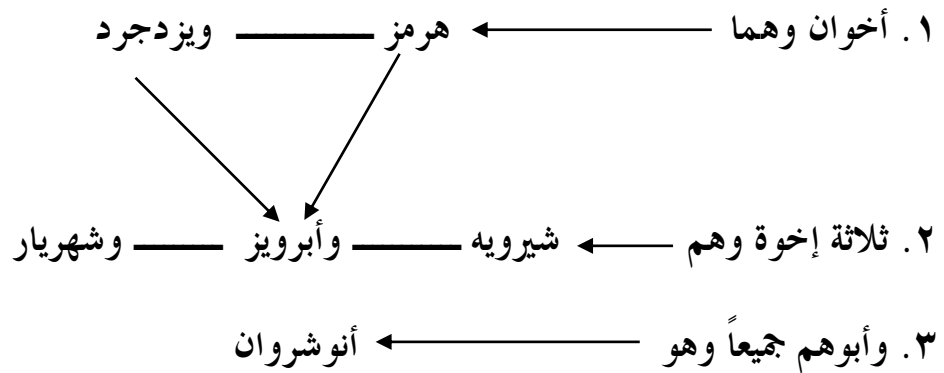 ١. أخوان وهما هرمز ويزدجرد
٢. ثلاثة إخوة وهم شيرويه وأبرويز وشهريار
٣. وأبوهم جميعاً وهو أنوشروان